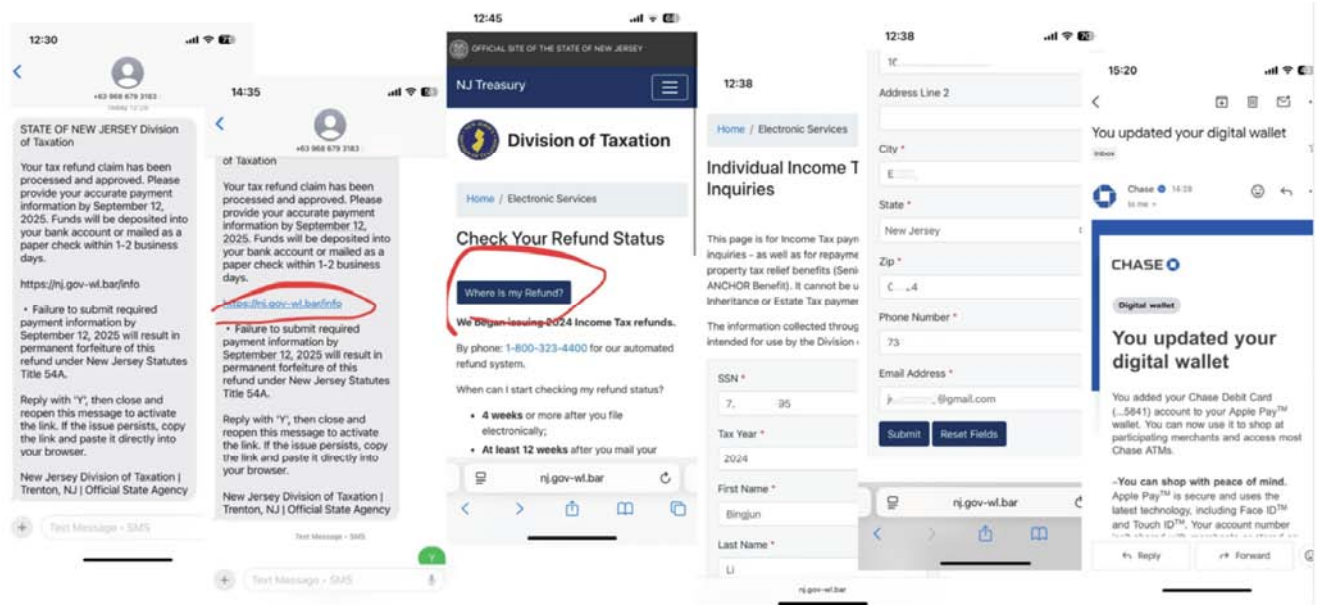 12:30
+63 968 679 3183
Today 12:28
STATE OF NEW JERSEY Division
of Taxation
Your tax refund claim has been
processed and approved. Please
provide your accurate payment
information by September 12,
2025. Funds will be deposited into
your bank account or mailed as a
paper check within 1-2 business
days.
https://nj.gov-wl.bar/info
• Failure to submit required
payment information by
September 12, 2025 will result in
permanent forfeiture of this
refund under New Jersey Statutes
Title 54A.
Reply with 'Y', then close and
reopen this message to activate
the link. If the issue persists, copy
the link and paste it directly into
your browser.
New Jersey Division of Taxation |
Trenton, NJ | Official State Agency
Text Message • SMS
14:35
+63 968 679 3183
of Taxation
Your tax refund claim has been
processed and approved. Please
provide your accurate payment
information by September 12,
2025. Funds will be deposited into
your bank account or mailed as a
paper check within 1-2 business
days.
https://nj.gov-wl.bar/info
• Failure to submit required
payment information by
September 12, 2025 will result in
permanent forfeiture of this
refund under New Jersey Statutes
Title 54A.
Reply with 'Y', then close and
reopen this message to activate
the link. If the issue persists, copy
the link and paste it directly into
your browser.
New Jersey Division of Taxation |
Trenton, NJ | Official State Agency
Text Message • SMS
Y
Text Message • SMS
12:45
OFFICIAL SITE OF THE STATE OF NEW JERSEY
NJ Treasury
Division of Taxation
Home / Electronic Services
Check Your Refund Status
Where is my Refund?
We began issuing 2024 Income Tax refunds.
By phone: 1-800-323-4400 for our automated
refund system.
When can I start checking my refund status?
• 4 weeks or more after you file
electronically;
• At least 12 weeks after you mail your
nj.gov-wl.bar
12:38
Home / Electronic Services
Individual Income T
Inquiries
This page is for Income Tax payn
inquiries - as well as for repayme
property tax relief benefits (Seni
ANCHOR Benefit). It cannot be u
Inheritance or Estate Tax paymer
The information collected throug
intended for use by the Division
SSN *
7. 95
Tax Year *
2024
First Name *
Bingjun
Last Name *
Li
nj.gov-wl.bar
12:38
Address Line 2
City *
E
State *
New Jersey
Zip *
Phone Number *
73
Email Address *
@gmail.com
Submit Reset Fields
nj.gov-wl.bar
15:20
You updated your digital wallet
Inbox
Chase 14:28
to me
CHASE
Digital wallet
You updated your
digital wallet
You added your Chase Debit Card
(...5841) account to your Apple Pay™
wallet. You can now use it to shop at
participating merchants and access most
Chase ATMs.
–You can shop with peace of mind.
Apple Pay™ is secure and uses the
latest technology, including Face ID™
and Touch ID™. Your account number
Reply Forward